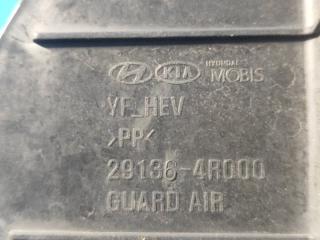 KIA HYUNDAI MOBIS
YF_HEV
>PP<
29136-4R000
GUARD AIR